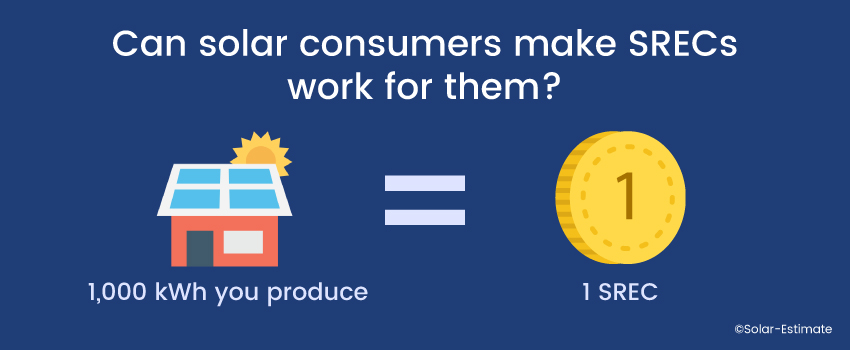 Can solar consumers make SRECs
work for them?
1
1,000 kWh you produce
1 SREC
©Solar-Estimate